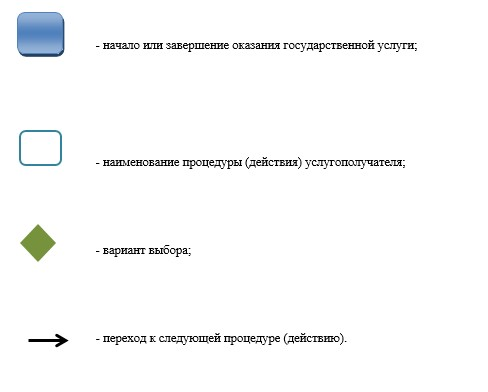 - начало или завершение оказания государственной услуги;
- наименование процедуры (действия) услугополучателя;
- вариант выбора;
- переход к следующей процедуре (действию).